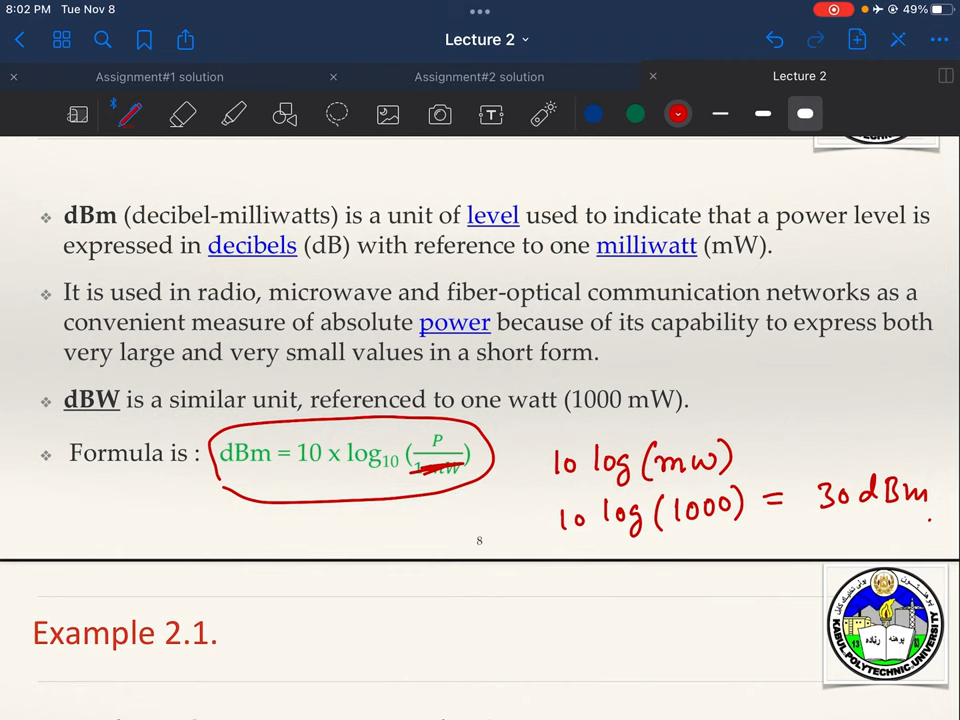 8:02 PM Tue Nov 8
49%
Lecture 2
Assignment#1 solution
Assignment#2 solution
Lecture 2
dBm (decibel-milliwatts) is a unit of level used to indicate that a power level is
expressed in decibels (dB) with reference to one milliwatt (mW).
It is used in radio, microwave and fiber-optical communication networks as a
convenient measure of absolute power because of its capability to express both
very large and very small values in a short form.
dBW is a similar unit, referenced to one watt (1000 mW).
Formula is : dBm = 10 x log10 (P/1 mW)
10 log(mw)
10 log(1000) = 30 dBm.
8
Example 2.1.
KABUL POLYTECHNIC UNIVERSITY